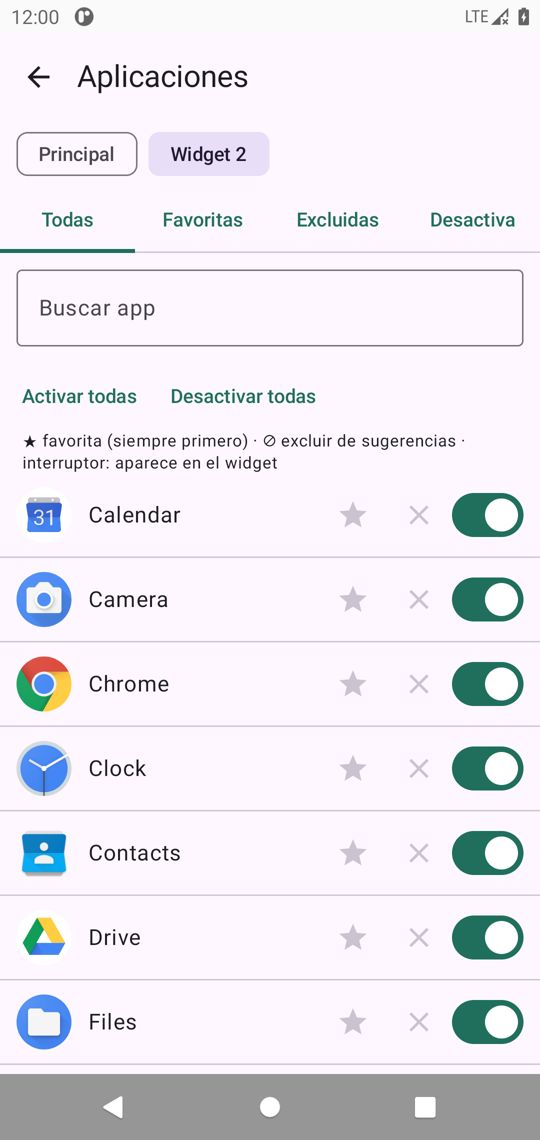 12:00 LTE
Aplicaciones
Principal Widget 2
Todas Favoritas Excluidas Desactiva
Buscar app
Activar todas Desactivar todas
★ favorita (siempre primero) · ⊘ excluir de sugerencias ·
interruptor: aparece en el widget
31 Calendar
Camera
Chrome
Clock
Contacts
Drive
Files